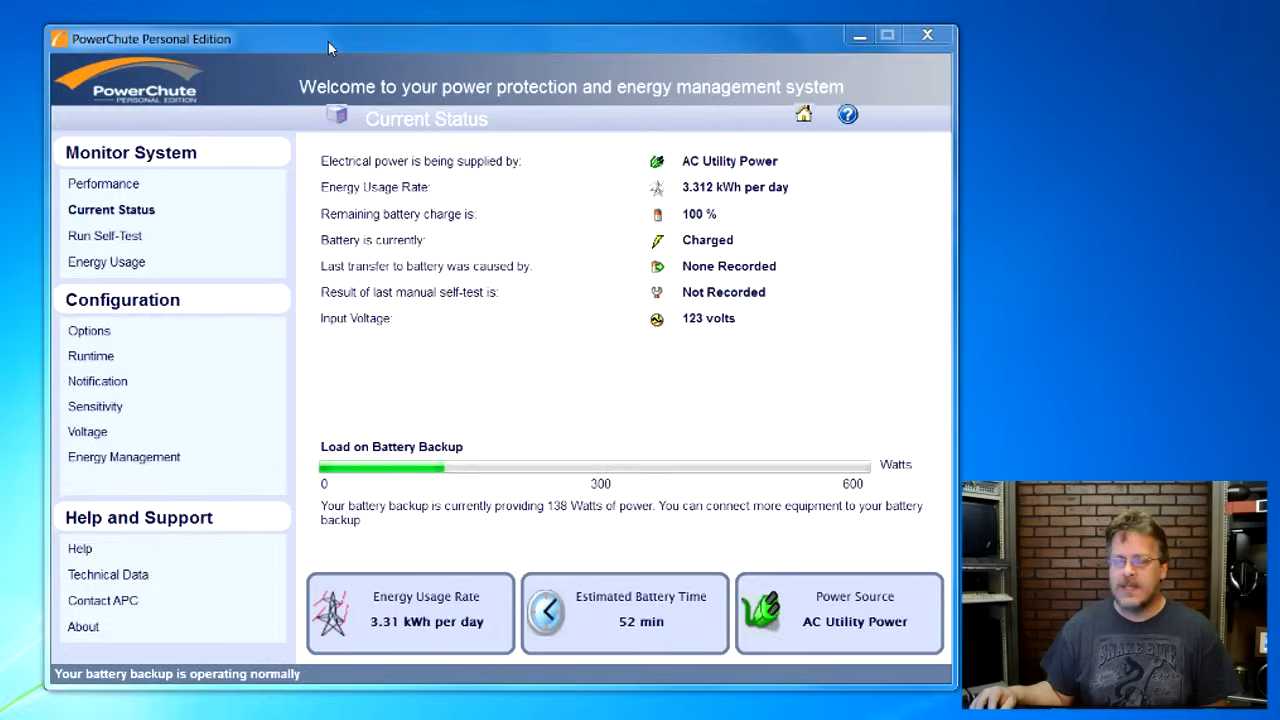 PowerChute Personal Edition
PowerChute
PERSONAL EDITION
Welcome to your power protection and energy management system
Current Status
Monitor System
Performance
Current Status
Run Self-Test
Energy Usage
Configuration
Options
Runtime
Notification
Sensitivity
Voltage
Energy Management
Help and Support
Help
Technical Data
Contact APC
About
Electrical power is being supplied by: AC Utility Power
Energy Usage Rate: 3.312 kWh per day
Remaining battery charge is: 100 %
Battery is currently: Charged
Last transfer to battery was caused by: None Recorded
Result of last manual self-test is: Not Recorded
Input Voltage: 123 volts
Load on Battery Backup
Watts
0 300 600
Your battery backup is currently providing 138 Watts of power. You can connect more equipment to your battery
backup.
Energy Usage Rate
3.31 kWh per day
Estimated Battery Time
52 min
Power Source
AC Utility Power
Your battery backup is operating normally